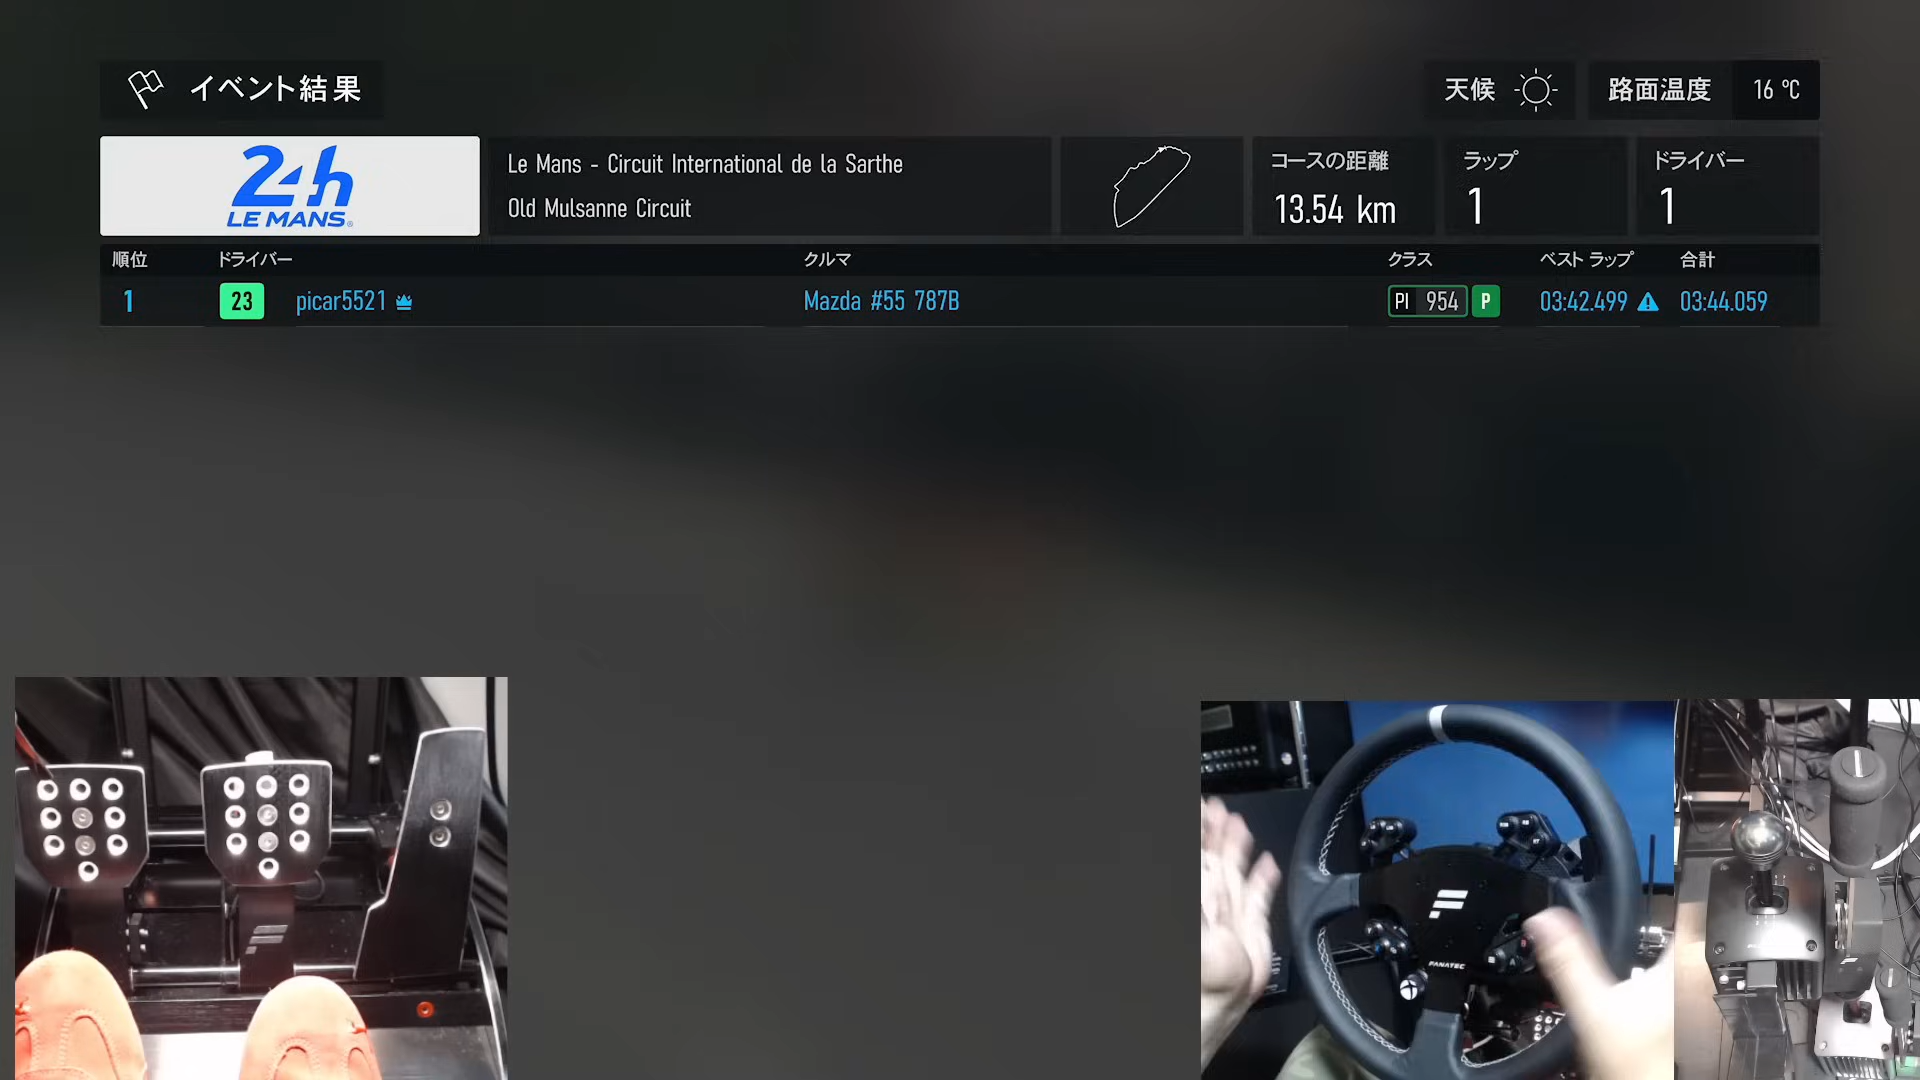 イベント結果
天候
路面温度 16 ℃
24h
LE MANS
Le Mans - Circuit International de la Sarthe
Old Mulsanne Circuit
コースの距離
13.54 km
ラップ
1
ドライバー
1
順位 ドライバー クルマ クラス ベスト ラップ 合計
1 23 picar5521 Mazda #55 787B PI 954 P 03:42.499 03:44.059
FANATEC